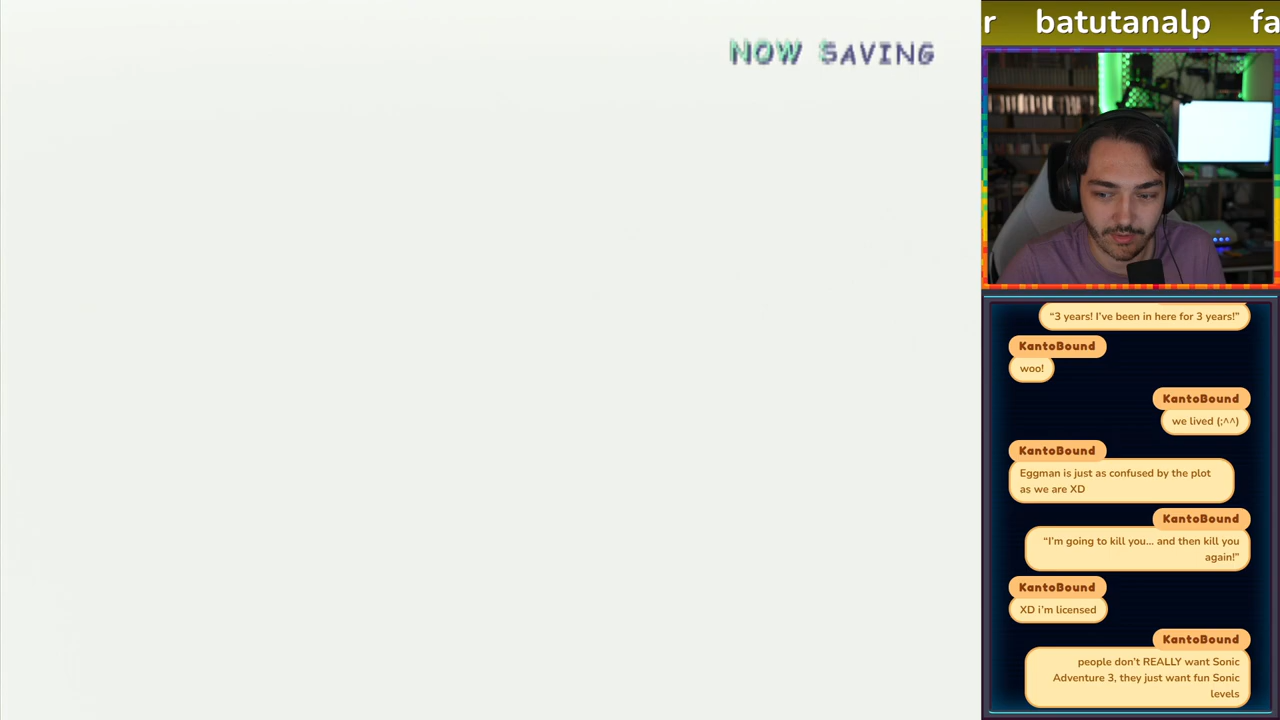 r batutanalp fa
NOW SAVING
“3 years! I’ve been in here for 3 years!”
KantoBound
woo!
KantoBound
we lived (;^^)
KantoBound
Eggman is just as confused by the plot
as we are XD
KantoBound
“I’m going to kill you... and then kill you
again!”
KantoBound
XD i’m licensed
KantoBound
people don’t REALLY want Sonic
Adventure 3, they just want fun Sonic
levels